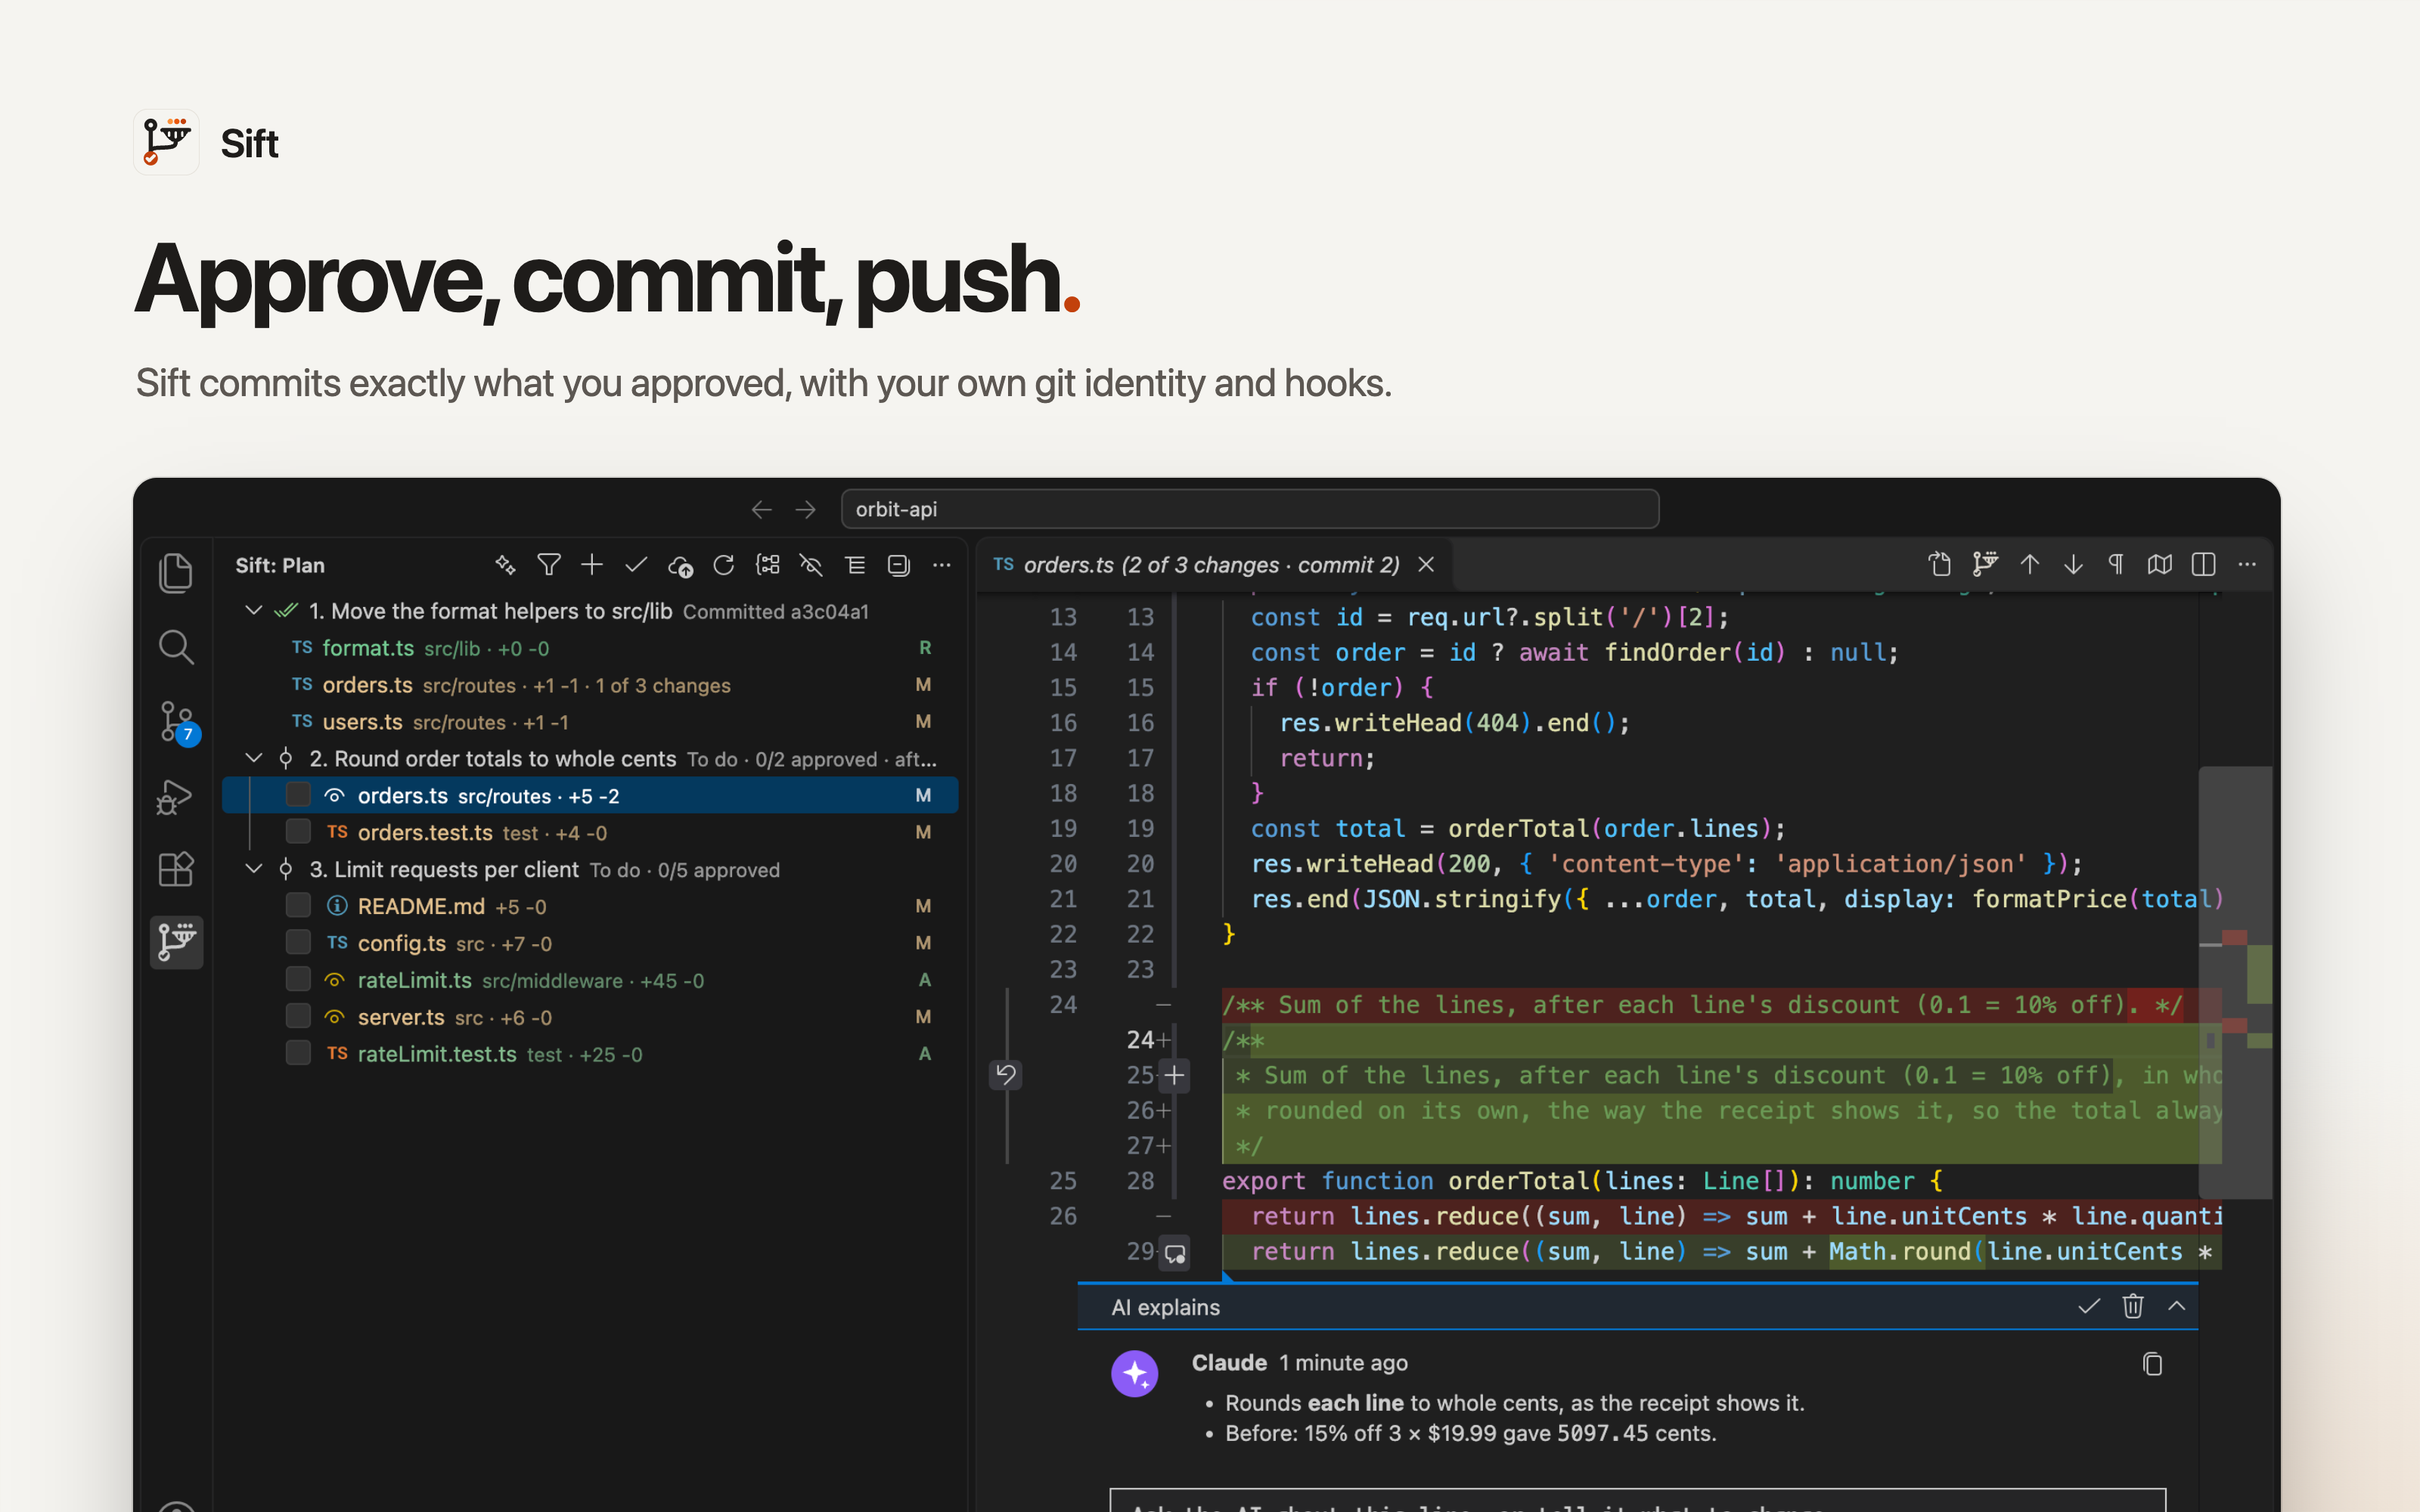 Sift
Approve, commit, push.
Sift commits exactly what you approved, with your own git identity and hooks.
orbit-api
Sift: Plan
1. Move the format helpers to src/lib Committed a3c04a1
TS format.ts src/lib · +0 -0 R
TS orders.ts src/routes · +1 -1 · 1 of 3 changes M
TS users.ts src/routes · +1 -1 M
2. Round order totals to whole cents To do · 0/2 approved · aft...
orders.ts src/routes · +5 -2 M
TS orders.test.ts test · +4 -0 M
3. Limit requests per client To do · 0/5 approved
README.md +5 -0 M
TS config.ts src · +7 -0 M
rateLimit.ts src/middleware · +45 -0 A
server.ts src · +6 -0 M
TS rateLimit.test.ts test · +25 -0 A
7
TS orders.ts (2 of 3 changes · commit 2)
13 13 const id = req.url?.split('/')[2];
14 14 const order = id ? await findOrder(id) : null;
15 15 if (!order) {
16 16 res.writeHead(404).end();
17 17 return;
18 18 }
19 19 const total = orderTotal(order.lines);
20 20 res.writeHead(200, { 'content-type': 'application/json' });
21 21 res.end(JSON.stringify({ ...order, total, display: formatPrice(total)
22 22 }
23 23
24 − /** Sum of the lines, after each line's discount (0.1 = 10% off). */
24+ /**
25 + * Sum of the lines, after each line's discount (0.1 = 10% off), in
26+ * rounded on its own, the way the receipt shows it, so the total
27+ */
25 28 export function orderTotal(lines: Line[]): number {
26 − return lines.reduce((sum, line) => sum + line.unitCents * line.quanti
29 return lines.reduce((sum, line) => sum + Math.round(line.unitCents *
AI explains
Claude 1 minute ago
• Rounds each line to whole cents, as the receipt shows it.
• Before: 15% off 3 × $19.99 gave 5097.45 cents.